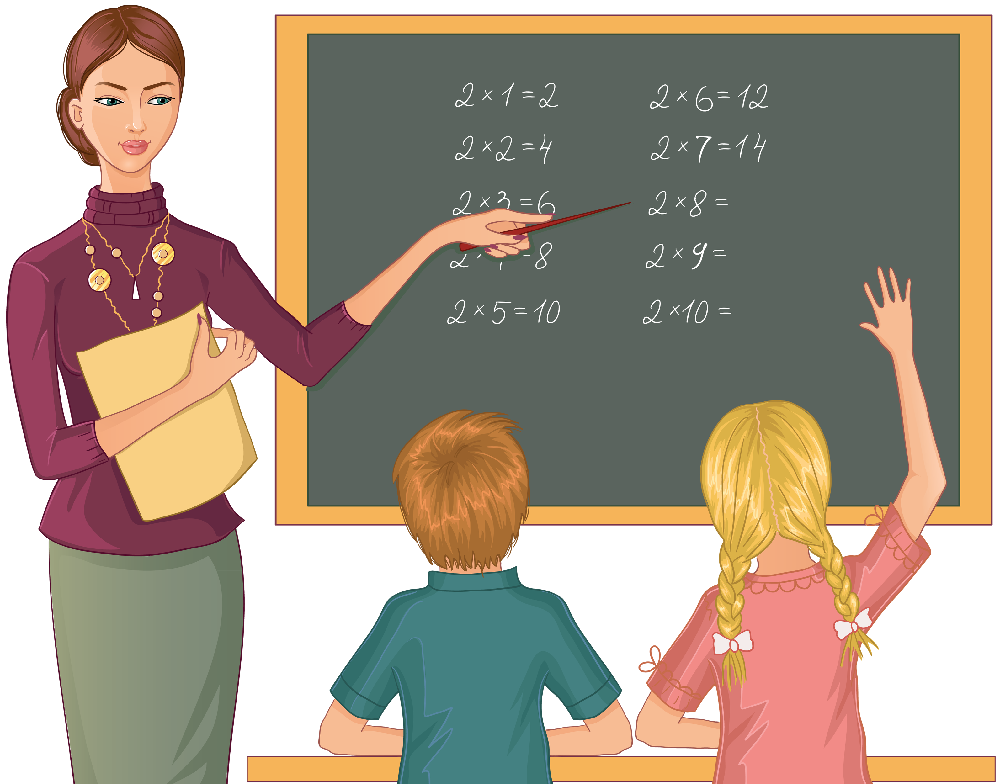 2 × 1 = 2
2 × 2 = 4
2 × 3 = 6
= 8
2 × 5 = 10
2 × 6 = 12
2 × 7 = 14
2 × 8 =
2 × 9 =
2 × 10 =